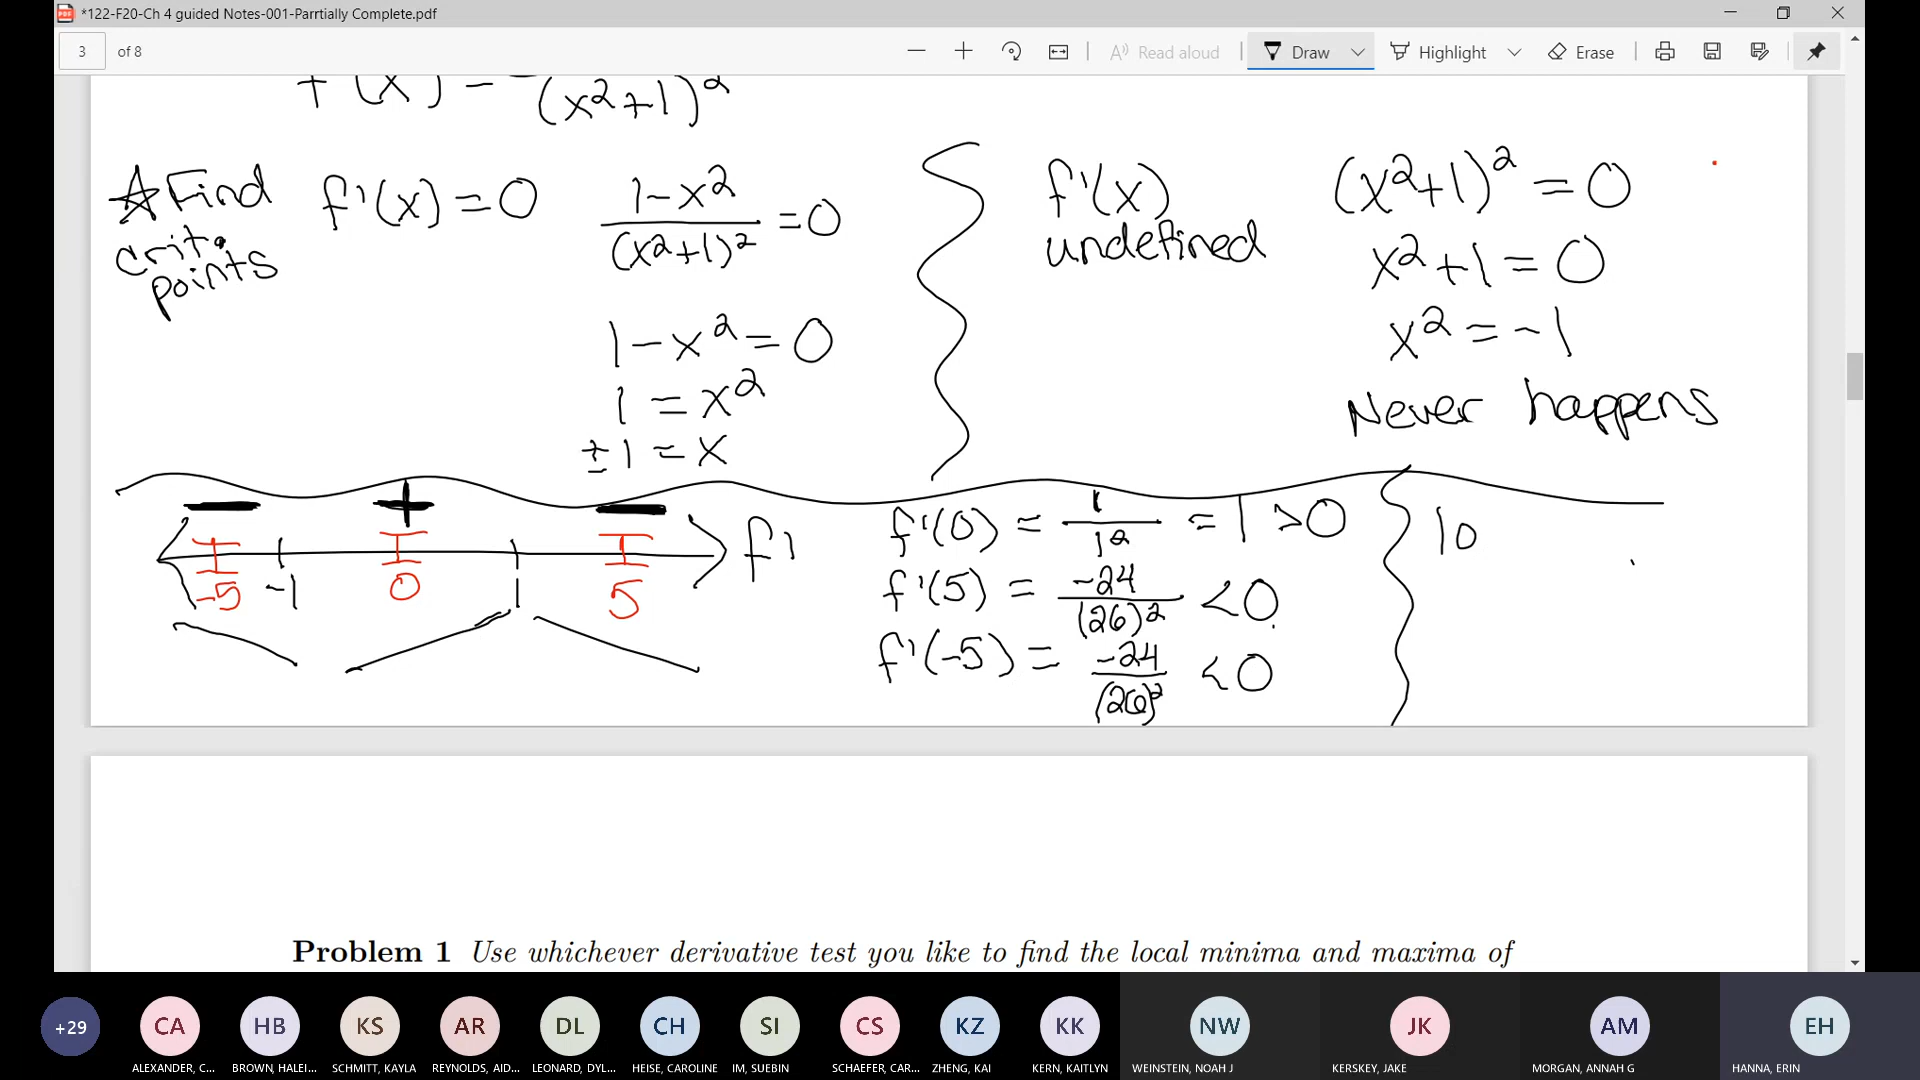 *122-F20-Ch 4 guided Notes-001-Parrtially Complete.pdf
3 of 8
Read aloud Draw Highlight Erase
f'(x) =
(x²+1)²
☆Find crit. points
f'(x) = 0
1-x²/(x²+1)² = 0
1-x² = 0
1 = x²
±1 = x
f'(x) undefined
(x²+1)² = 0
x²+1 = 0
x² = -1
Never happens
- + -
f'
-5 -1 0 1 5
f'(0) = 1/1² = 1 >0
f'(5) = -24/(26)² <0
f'(-5) = -24/(26)² <0
10
Problem 1 Use whichever derivative test you like to find the local minima and maxima of
+29 CA HB KS AR DL CH SI CS KZ KK NW JK AM EH
ALEXANDER, C... BROWN, HALEI... SCHMITT, KAYLA REYNOLDS, AID... LEONARD, DYL... HEISE, CAROLINE IM, SUEBIN SCHAEFER, CAR... ZHENG, KAI KERN, KAITLYN WEINSTEIN, NOAH J KERSKEY, JAKE MORGAN, ANNAH G HANNA, ERIN